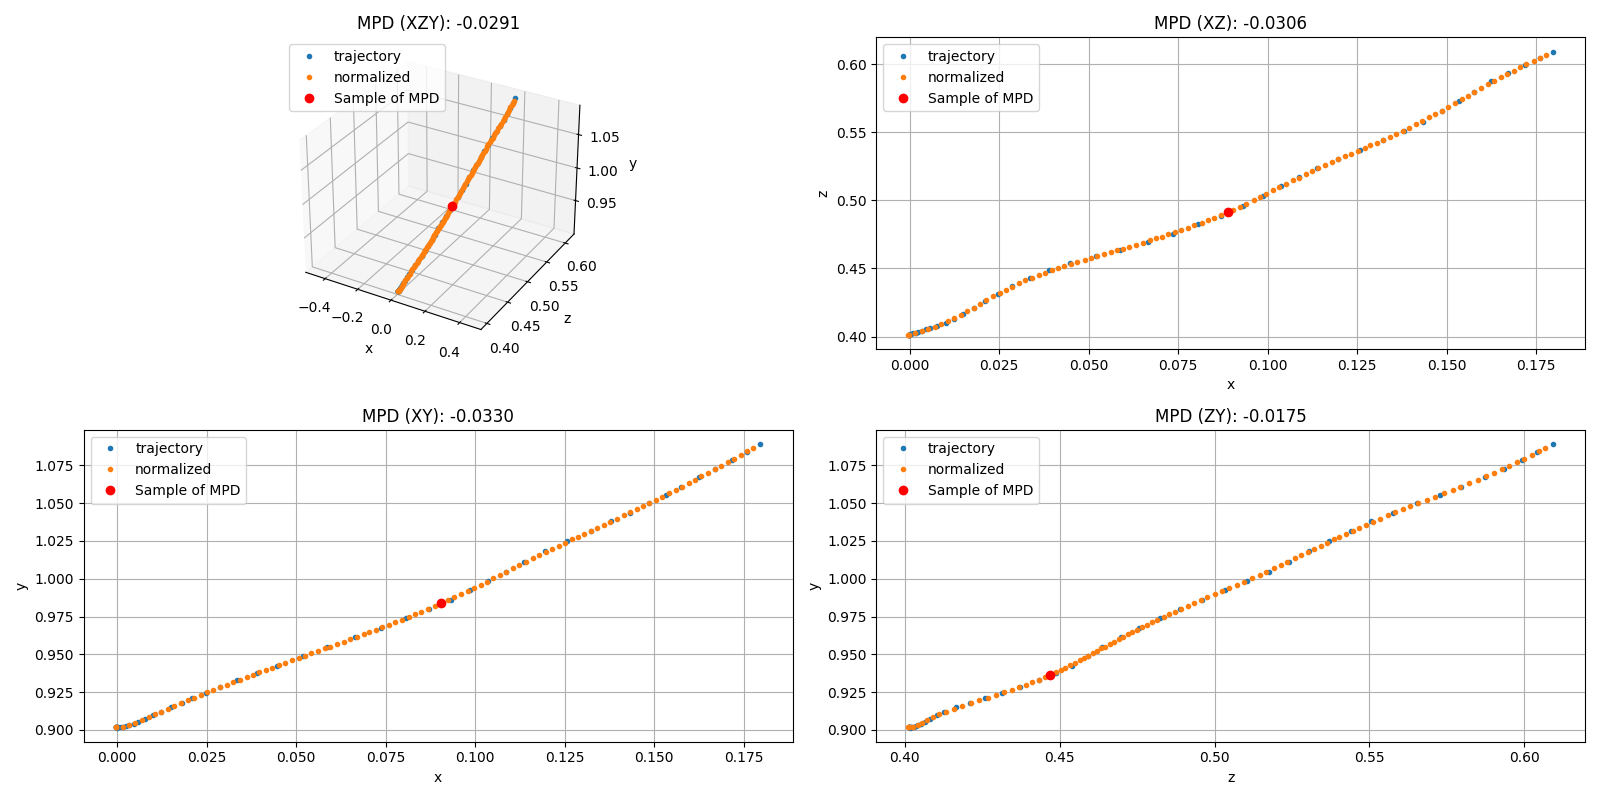 MPD (XZY): -0.0291
trajectory
normalized
Sample of MPD
1.05
1.00
0.95
y
0.60
0.55
0.50
0.45
0.40
z
−0.4
−0.2
0.0
0.2
0.4
x
MPD (XZ): -0.0306
trajectory
normalized
Sample of MPD
0.60
0.55
0.50
0.45
0.40
z
0.000 0.025 0.050 0.075 0.100 0.125 0.150 0.175
x
MPD (XY): -0.0330
trajectory
normalized
Sample of MPD
1.075
1.050
1.025
1.000
0.975
0.950
0.925
0.900
y
0.000 0.025 0.050 0.075 0.100 0.125 0.150 0.175
x
MPD (ZY): -0.0175
trajectory
normalized
Sample of MPD
1.075
1.050
1.025
1.000
0.975
0.950
0.925
0.900
y
0.40 0.45 0.50 0.55 0.60
z